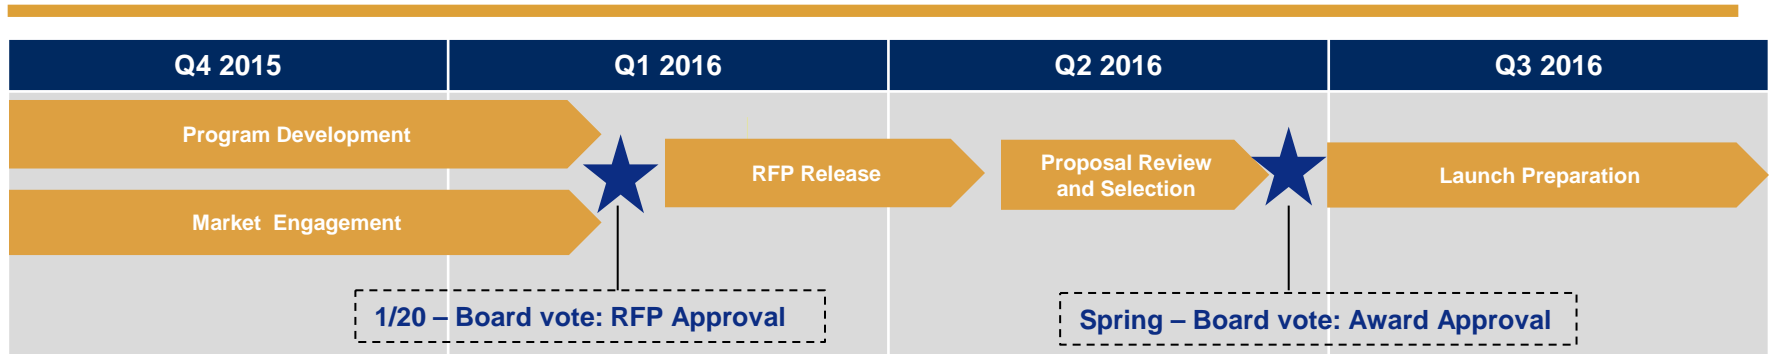 Q4 2015
Q1 2016
Q2 2016
Q3 2016
Program Development
Market Engagement
RFP Release
Proposal Review
and Selection
Launch Preparation
1/20 – Board vote: RFP Approval
Spring – Board vote: Award Approval